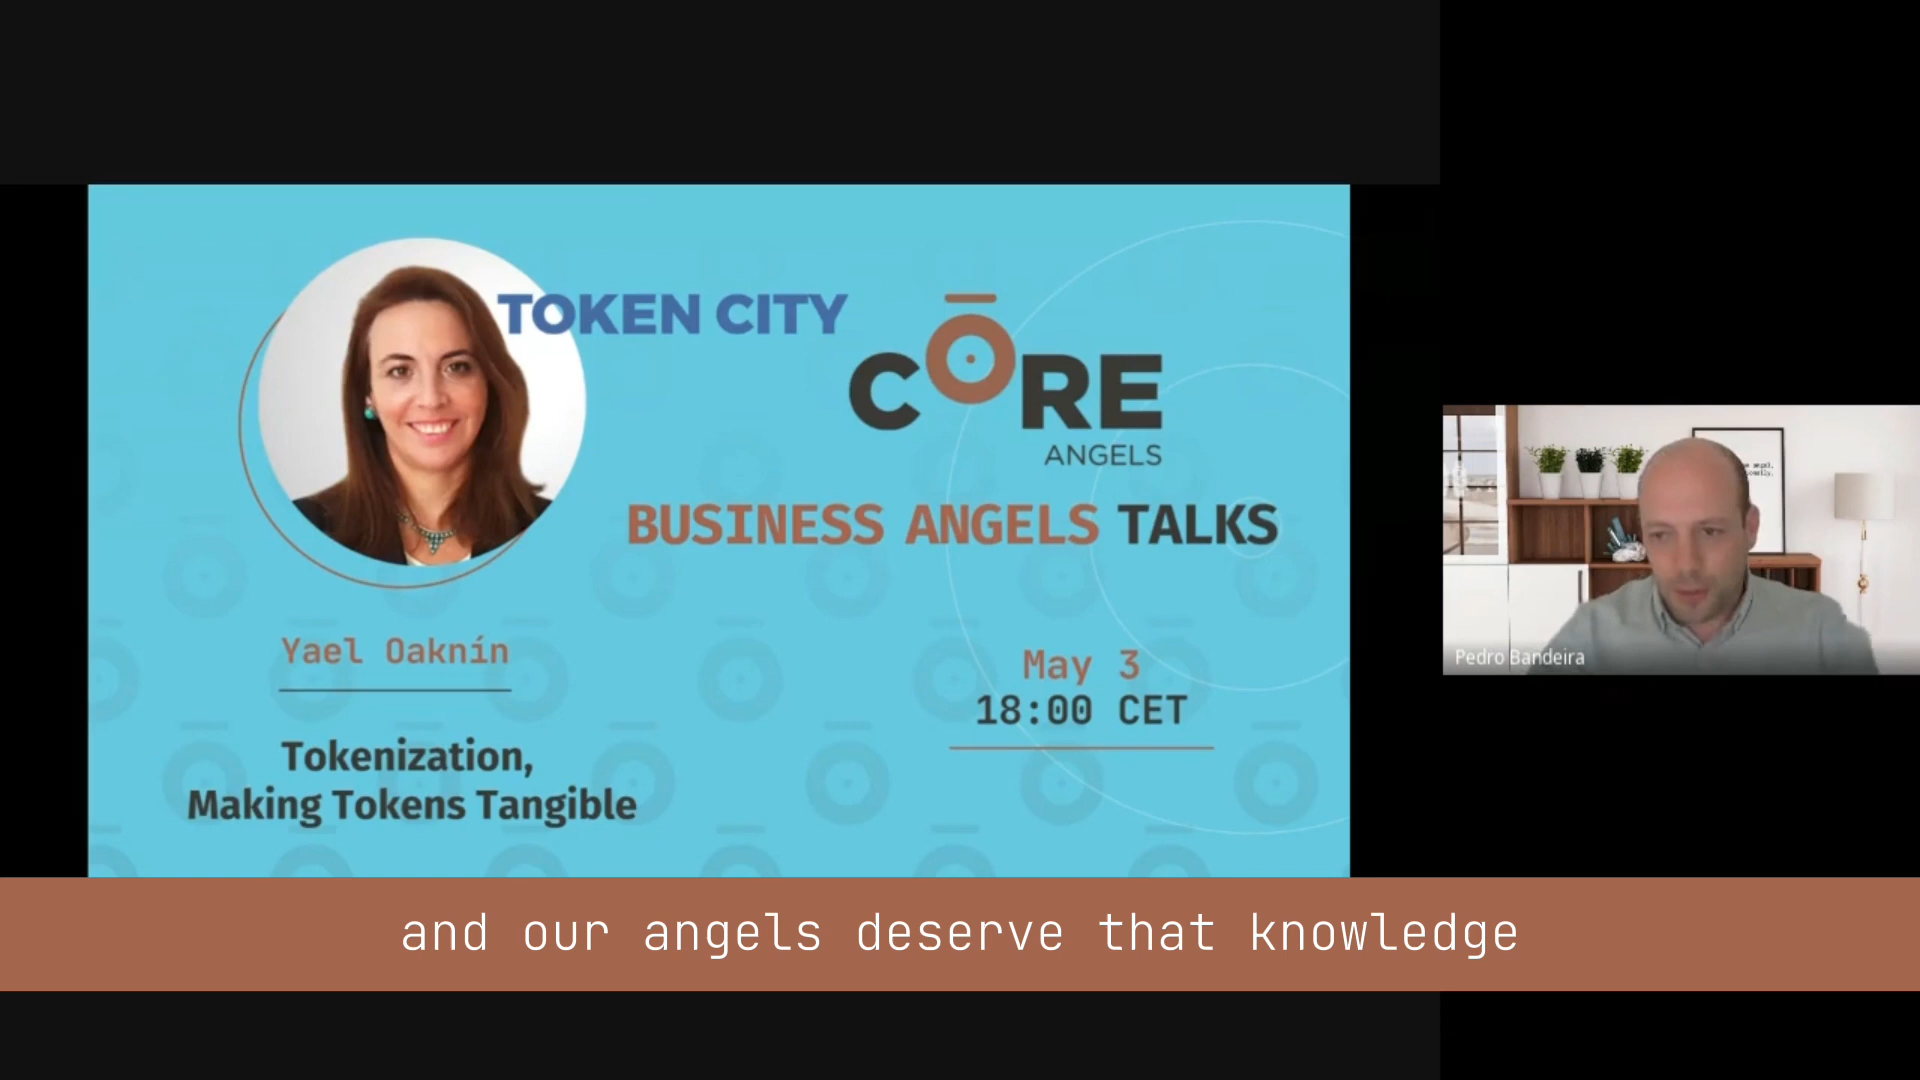 TOKEN CITY
CORE
ANGELS
BUSINESS ANGELS TALKS
Yael Oaknín
Tokenization,
Making Tokens Tangible
May 3
18:00 CET
Pedro Bandeira
and our angels deserve that knowledge